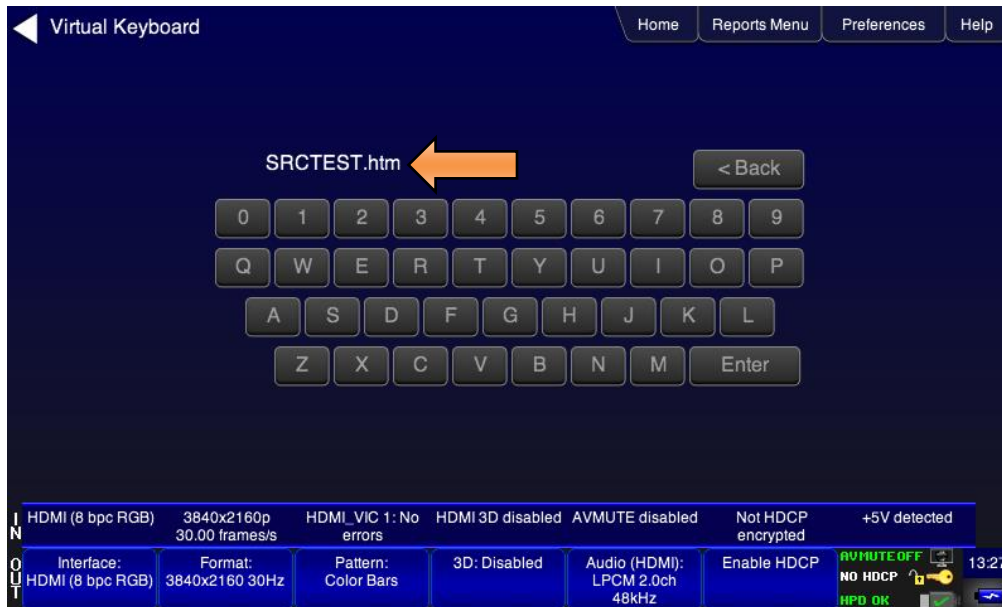 Virtual Keyboard
Home Reports Menu Preferences Help
SRCTEST.htm
< Back
0 1 2 3 4 5 6 7 8 9
Q W E R T Y U I O P
A S D F G H J K L
Z X C V B N M Enter
IN
HDMI (8 bpc RGB) 3840x2160p HDMI_VIC 1: No HDMI 3D disabled AVMUTE disabled Not HDCP +5V detected
30.00 frames/s errors encrypted
OUT
Interface: Format: Pattern: 3D: Disabled Audio (HDMI): Enable HDCP AVMUTE OFF 13:27
HDMI (8 bpc RGB) 3840x2160 30Hz Color Bars LPCM 2.0ch NO HDCP
48kHz HPD OK